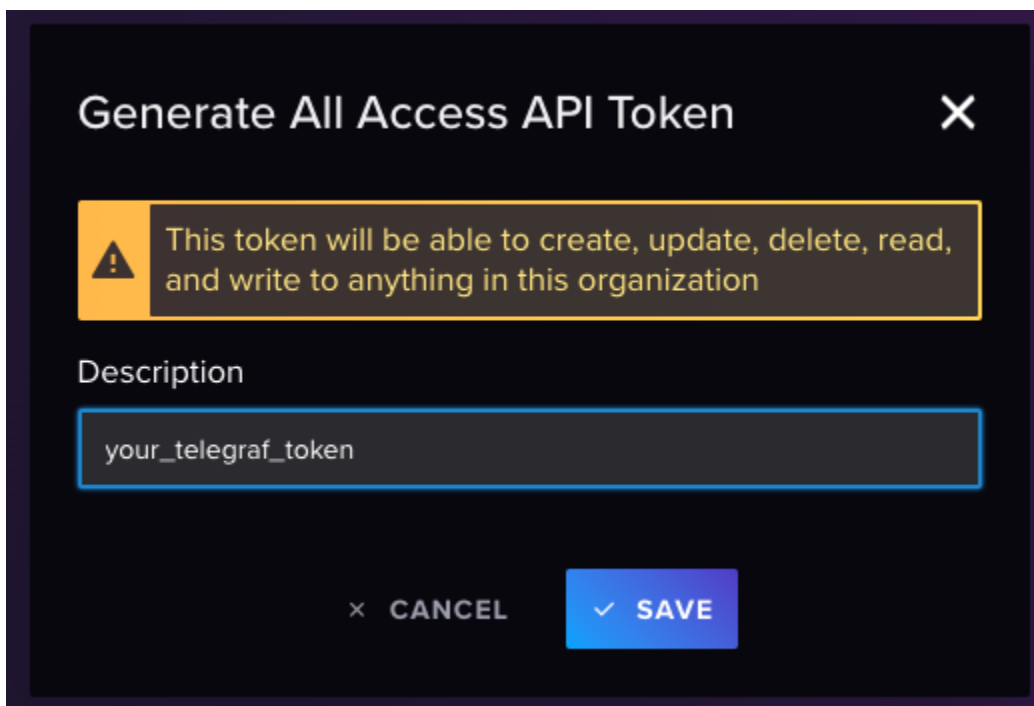 Generate All Access API Token
This token will be able to create, update, delete, read,
and write to anything in this organization
Description
your_telegraf_token
CANCEL
SAVE